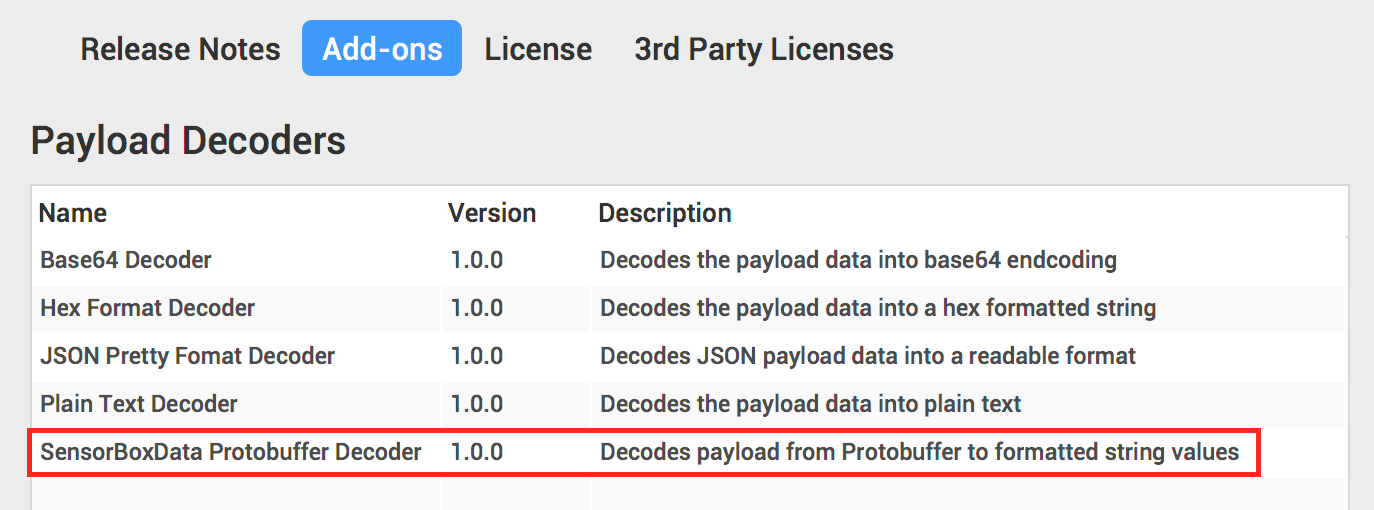 Release Notes Add-ons License 3rd Party Licenses
Payload Decoders
Name Version Description
Base64 Decoder 1.0.0 Decodes the payload data into base64 endcoding
Hex Format Decoder 1.0.0 Decodes the payload data into a hex formatted string
JSON Pretty Fomat Decoder 1.0.0 Decodes JSON payload data into a readable format
Plain Text Decoder 1.0.0 Decodes the payload data into plain text
SensorBoxData Protobuffer Decoder 1.0.0 Decodes payload from Protobuffer to formatted string values